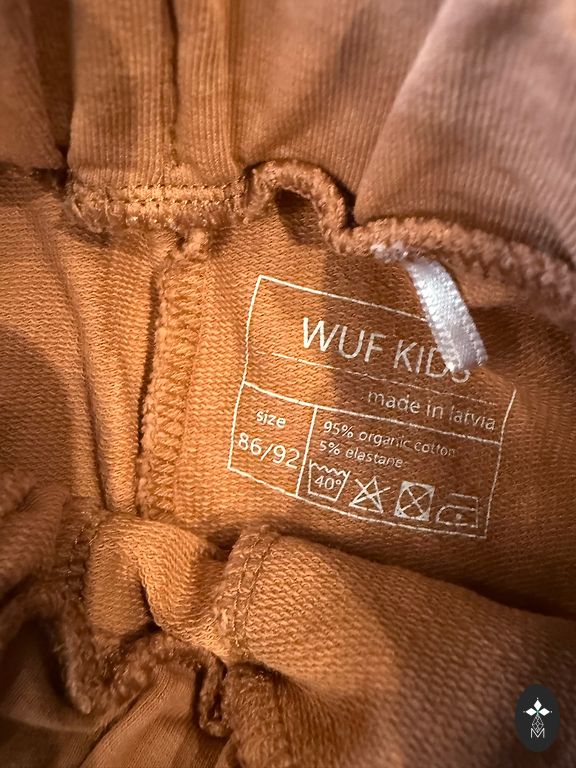 WUF KIDS
made in latvia
size
86/92
95% organic cotton
5% elastane
40°
M